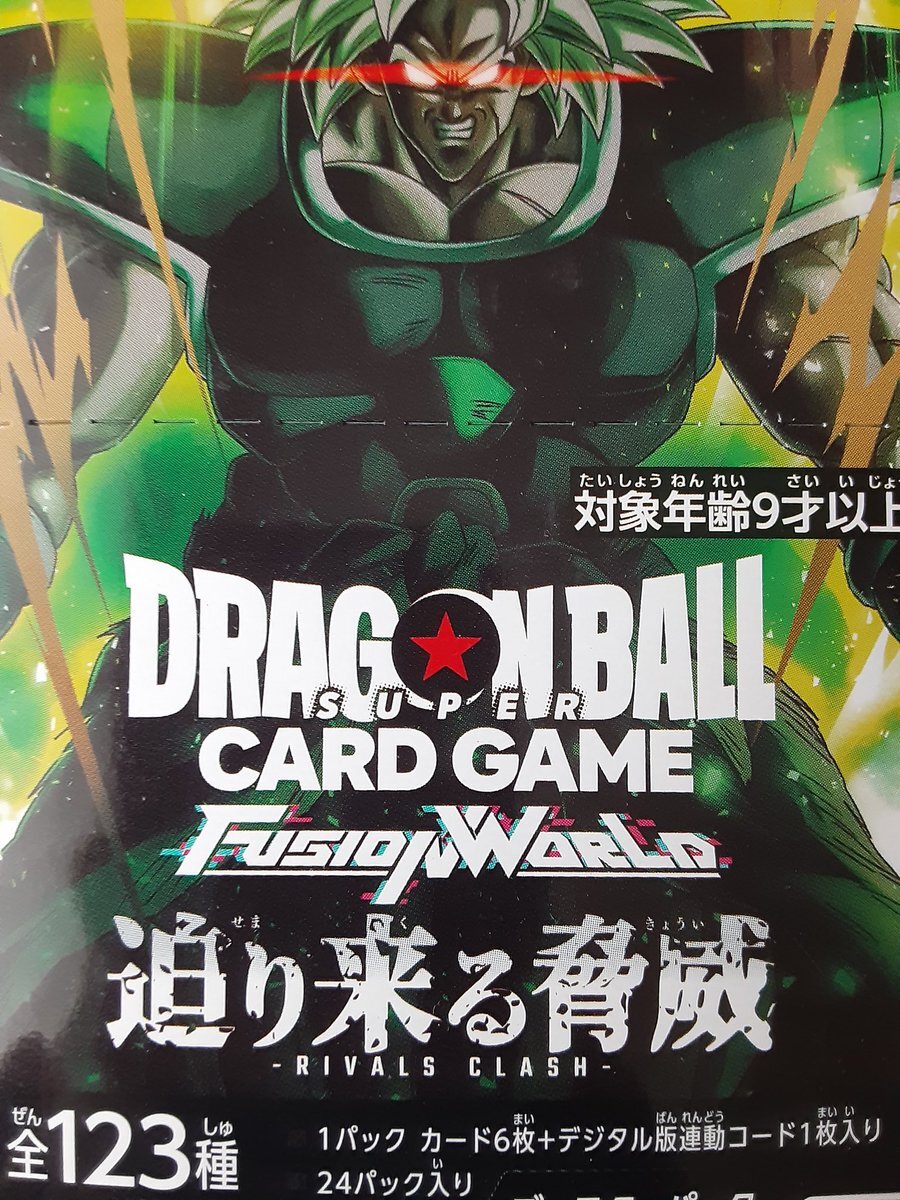 たいしょう ねん れい さい い じょ
対象年齢9才以上
DRAGON BALL
SUPER
CARD GAME
FUSION WORLD
せま く きょうい
迫り来る脅威
-RIVALS CLASH-
ぜん しゅ
全123種
まい ばん れんどう まい い
1パック カード6枚+デジタル版連動コード1枚入り
い
24パック入り